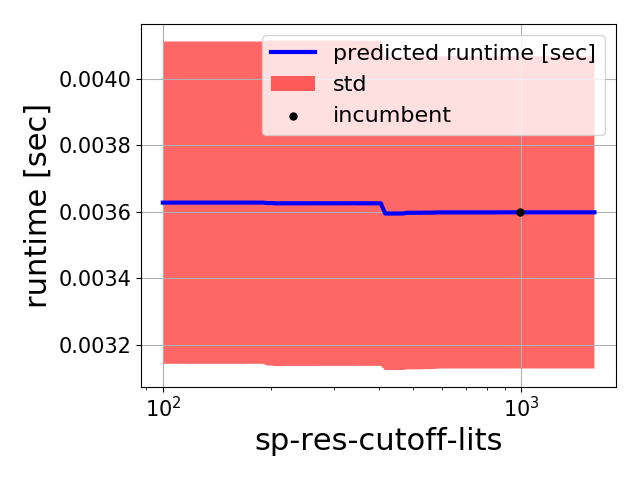 predicted runtime [sec]
std
incumbent
0.0040
0.0038
0.0036
0.0034
0.0032
runtime [sec]
10²
10³
sp-res-cutoff-lits